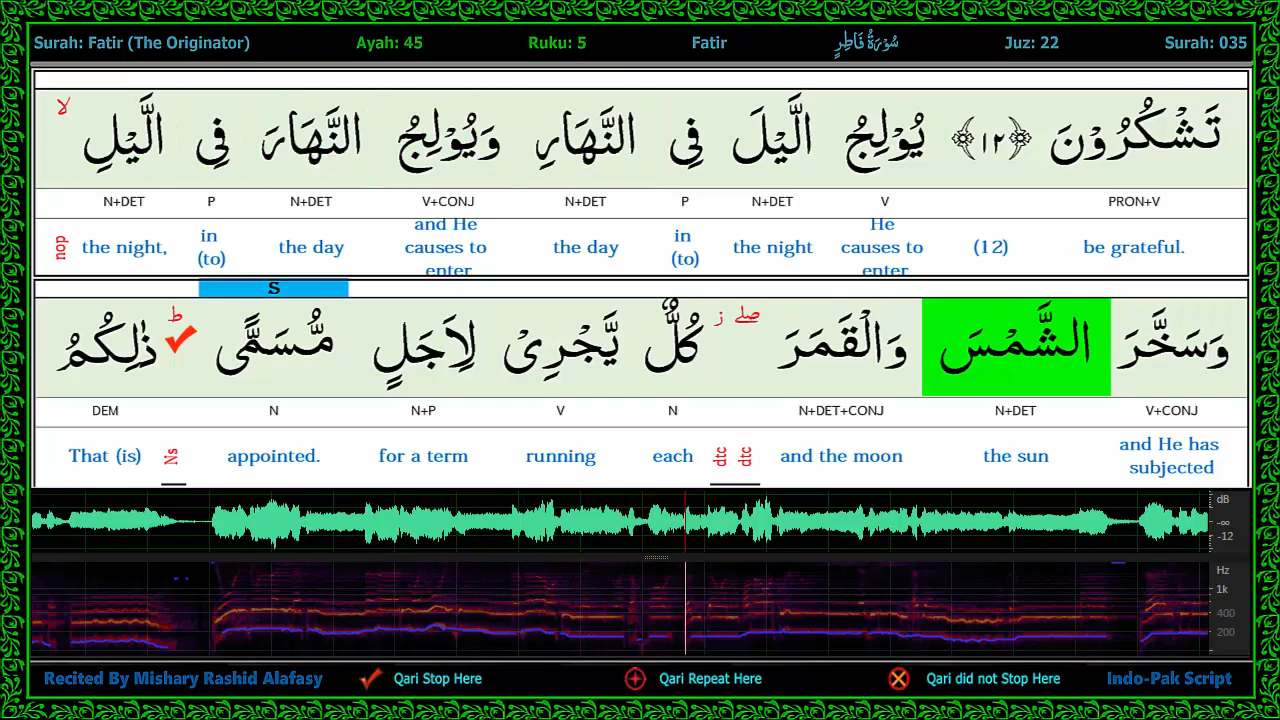 Surah: Fatir (The Originator) Ayah: 45 Ruku: 5 Fatir سُوْرَةُ فَاطِرٍ Juz: 22 Surah: 035
تَشْكُرُوْنَ ﴿١٢﴾ يُوْلِجُ الَّيْلَ فِى النَّهَارِ وَيُوْلِجُ النَّهَارَ فِى الَّيْلِ لا
N+DET P N+DET V+CONJ N+DET P N+DET V PRON+V
nop the night, in (to) the day and He causes to enter the day in (to) the night He causes to enter (12) be grateful.
S
وَسَخَّرَ الشَّمْسَ وَالْقَمَرَ صلے ز كُلٌّ يَّجْرِىْ لِاَجَلٍ مُّسَمًّى ط ذٰلِكُمُ
DEM N N+P V N N+DET+CONJ N+DET V+CONJ
That (is) Ns appointed. for a term running each dtc dtc and the moon the sun and He has subjected
dB
-∞
-12
Hz
1k
400
200
Recited By Mishary Rashid Alafasy Qari Stop Here Qari Repeat Here Qari did not Stop Here Indo-Pak Script